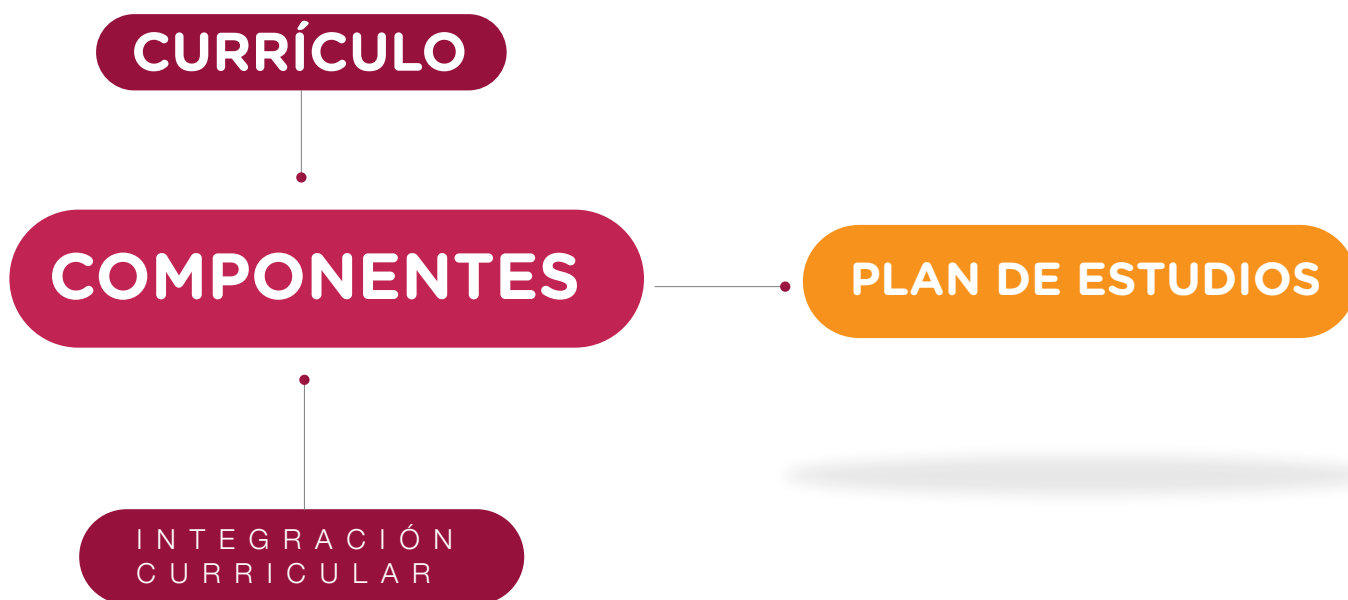 CURRÍCULO
COMPONENTES
PLAN DE ESTUDIOS
INTEGRACIÓN
CURRICULAR